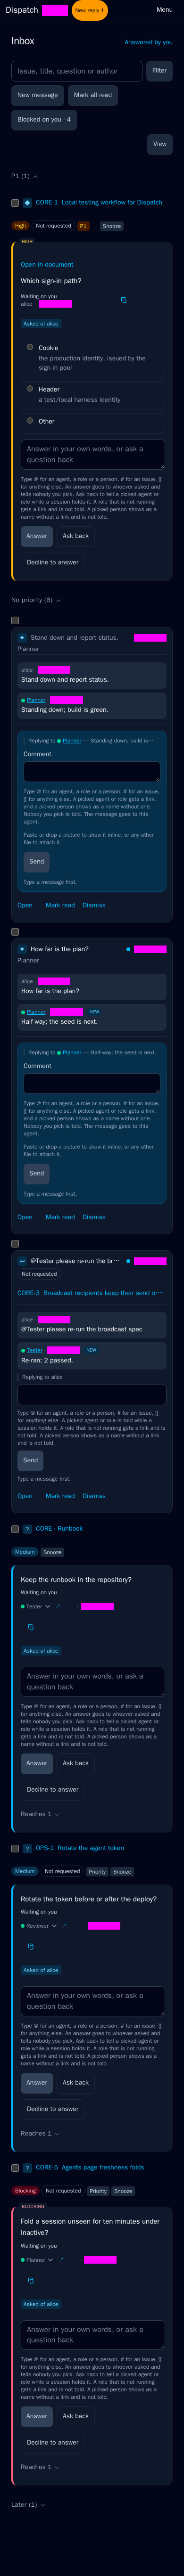 Dispatch
New reply 1
Menu
Inbox
Answered by you
Issue, title, question or author
Filter
New message
Mark all read
Blocked on you · 4
View
P1 (1)
CORE-1 Local testing workflow for Dispatch
High
Not requested
P1
Snooze
HIGH
Open in document
Which sign-in path?
Waiting on you
alice
Asked of alice
Cookie
the production identity, issued by the
sign-in pool
Header
a test/local harness identity
Other
Answer in your own words, or ask a
question back
Type @ for an agent, a role or a person, # for an issue, [[
for anything else. An answer goes to whoever asked and
tells nobody you pick. Ask back to tell a picked agent or
role while a session holds it. A role that is not running
gets a link and is not told. A picked person shows as a
name without a link and is not told.
Answer
Ask back
Decline to answer
No priority (6)
Stand down and report status.
Planner
alice
Stand down and report status.
Planner
Standing down; build is green.
Replying to Planner — Standing down; build is···
Comment
Type @ for an agent, a role or a person, # for an issue,
[[ for anything else. A picked agent or role gets a link,
and a picked person shows as a name without one.
Nobody you pick is told. The message goes to this
agent.
Paste or drop a picture to show it inline, or any other
file to attach it.
Send
Type a message first.
Open
Mark read
Dismiss
How far is the plan?
Planner
alice
How far is the plan?
Planner
NEW
Half-way; the seed is next.
Replying to Planner — Half-way; the seed is next.
Comment
Type @ for an agent, a role or a person, # for an issue,
[[ for anything else. A picked agent or role gets a link,
and a picked person shows as a name without one.
Nobody you pick is told. The message goes to this
agent.
Paste or drop a picture to show it inline, or any other
file to attach it.
Send
Type a message first.
Open
Mark read
Dismiss
@Tester please re-run the br···
Not requested
CORE-3 Broadcast recipients keep their send or···
alice
@Tester please re-run the broadcast spec
Tester
NEW
Re-ran: 2 passed.
Replying to alice
Type @ for an agent, a role or a person, # for an issue, [[
for anything else. A picked agent or role is told while a
session holds it. A role that is not running gets a link and
is not told. A picked person shows as a name without a link
and is not told.
Send
Type a message first.
Open
Mark read
Dismiss
CORE · Runbook
Medium
Snooze
Keep the runbook in the repository?
Waiting on you
Tester
Asked of alice
Answer in your own words, or ask a
question back
Type @ for an agent, a role or a person, # for an issue, [[
for anything else. An answer goes to whoever asked and
tells nobody you pick. Ask back to tell a picked agent or
role while a session holds it. A role that is not running
gets a link and is not told. A picked person shows as a
name without a link and is not told.
Answer
Ask back
Decline to answer
Reaches 1
OPS-1 Rotate the agent token
Medium
Not requested
Priority
Snooze
Rotate the token before or after the deploy?
Waiting on you
Reviewer
Asked of alice
Answer in your own words, or ask a
question back
Type @ for an agent, a role or a person, # for an issue, [[
for anything else. An answer goes to whoever asked and
tells nobody you pick. Ask back to tell a picked agent or
role while a session holds it. A role that is not running
gets a link and is not told. A picked person shows as a
name without a link and is not told.
Answer
Ask back
Decline to answer
Reaches 1
CORE-5 Agents page freshness folds
Blocking
Not requested
Priority
Snooze
BLOCKING
Fold a session unseen for ten minutes under
Inactive?
Waiting on you
Planner
Asked of alice
Answer in your own words, or ask a
question back
Type @ for an agent, a role or a person, # for an issue, [[
for anything else. An answer goes to whoever asked and
tells nobody you pick. Ask back to tell a picked agent or
role while a session holds it. A role that is not running
gets a link and is not told. A picked person shows as a
name without a link and is not told.
Answer
Ask back
Decline to answer
Reaches 1
Later (1)